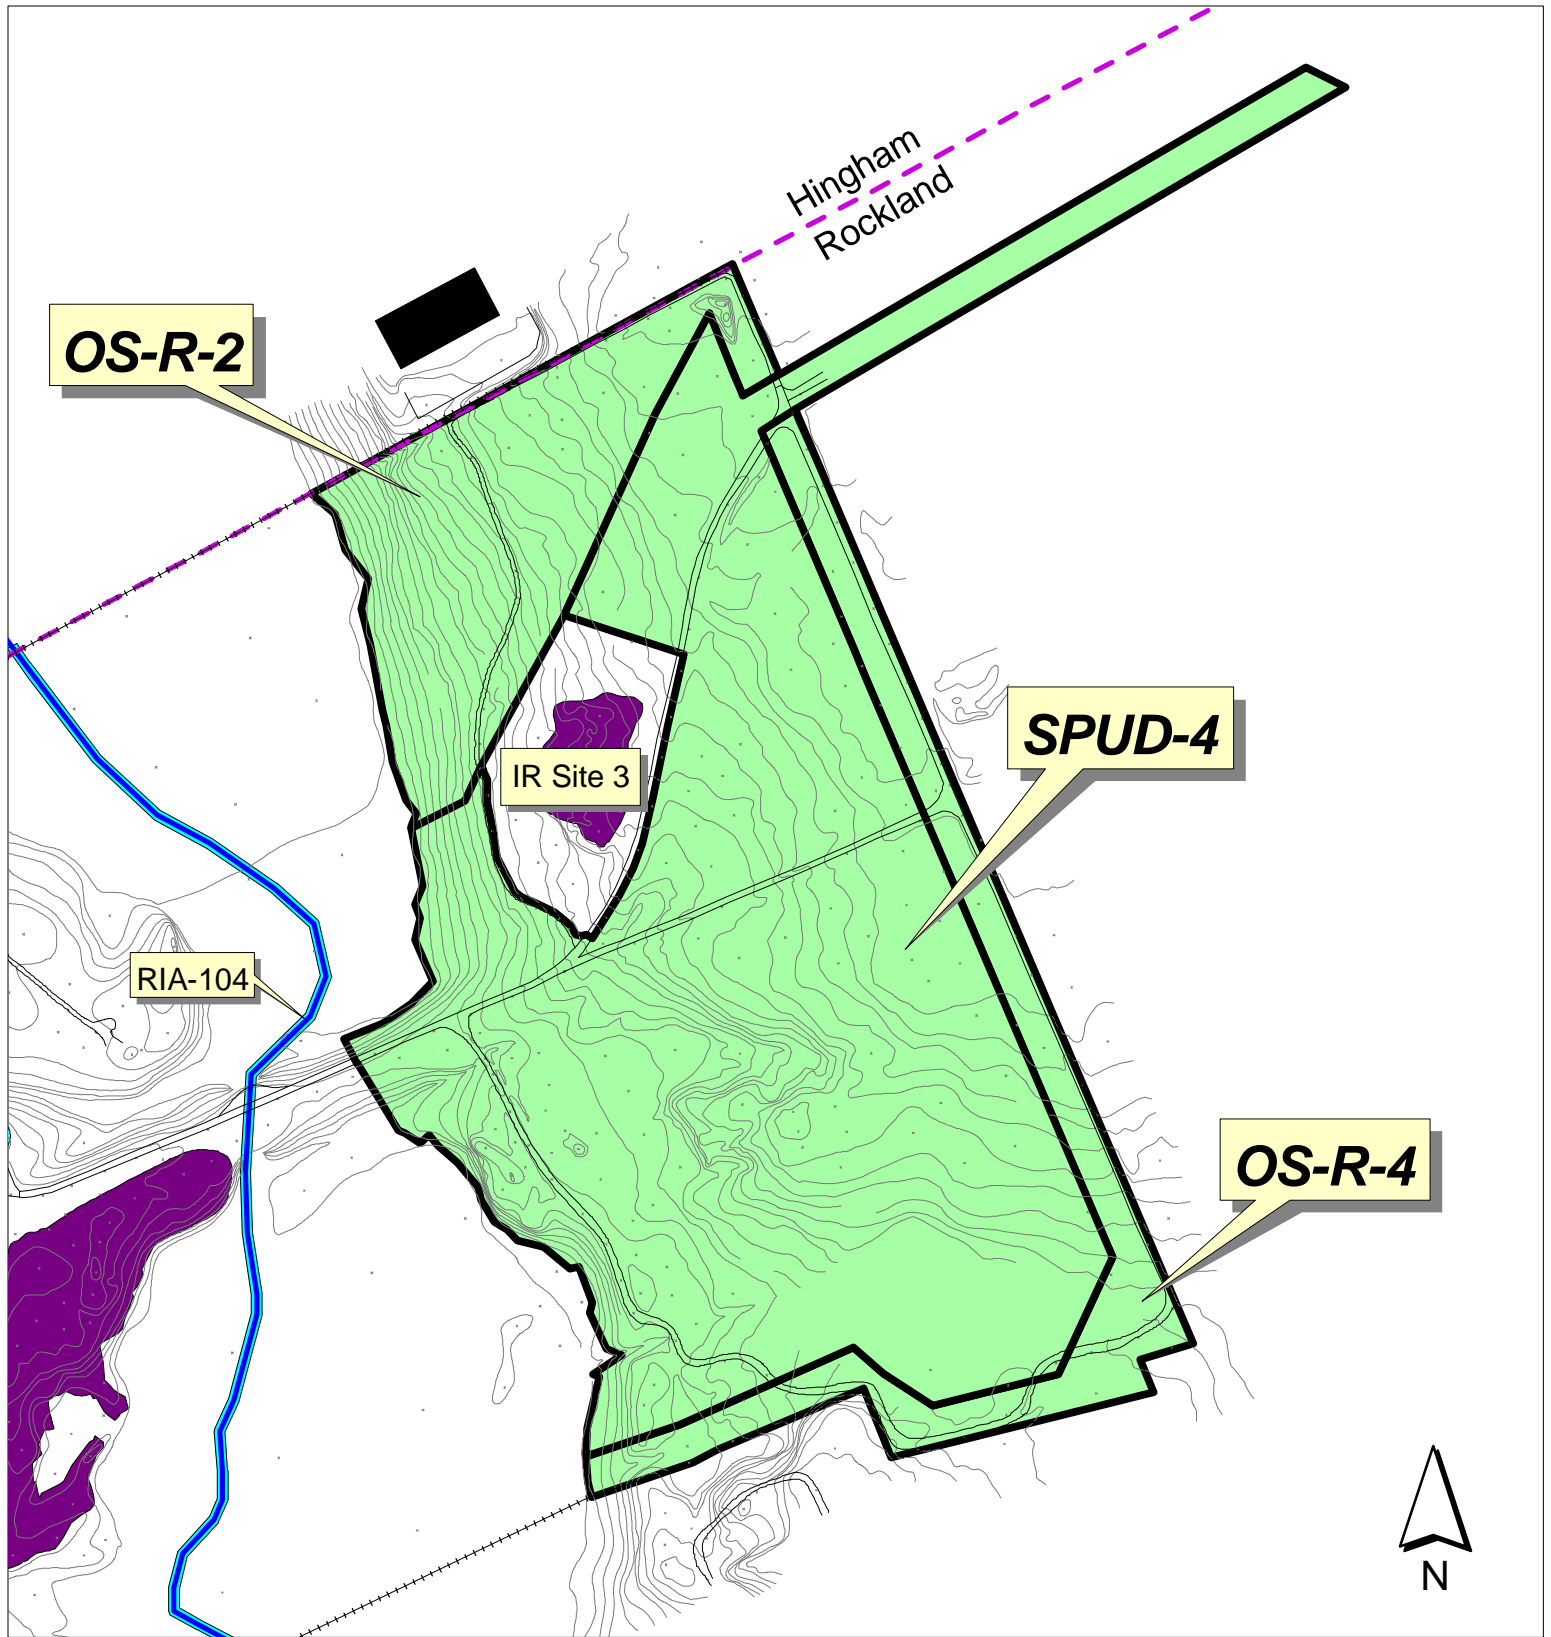 Hingham
Rockland
OS-R-2
SPUD-4
IR Site 3
RIA-104
OS-R-4
N